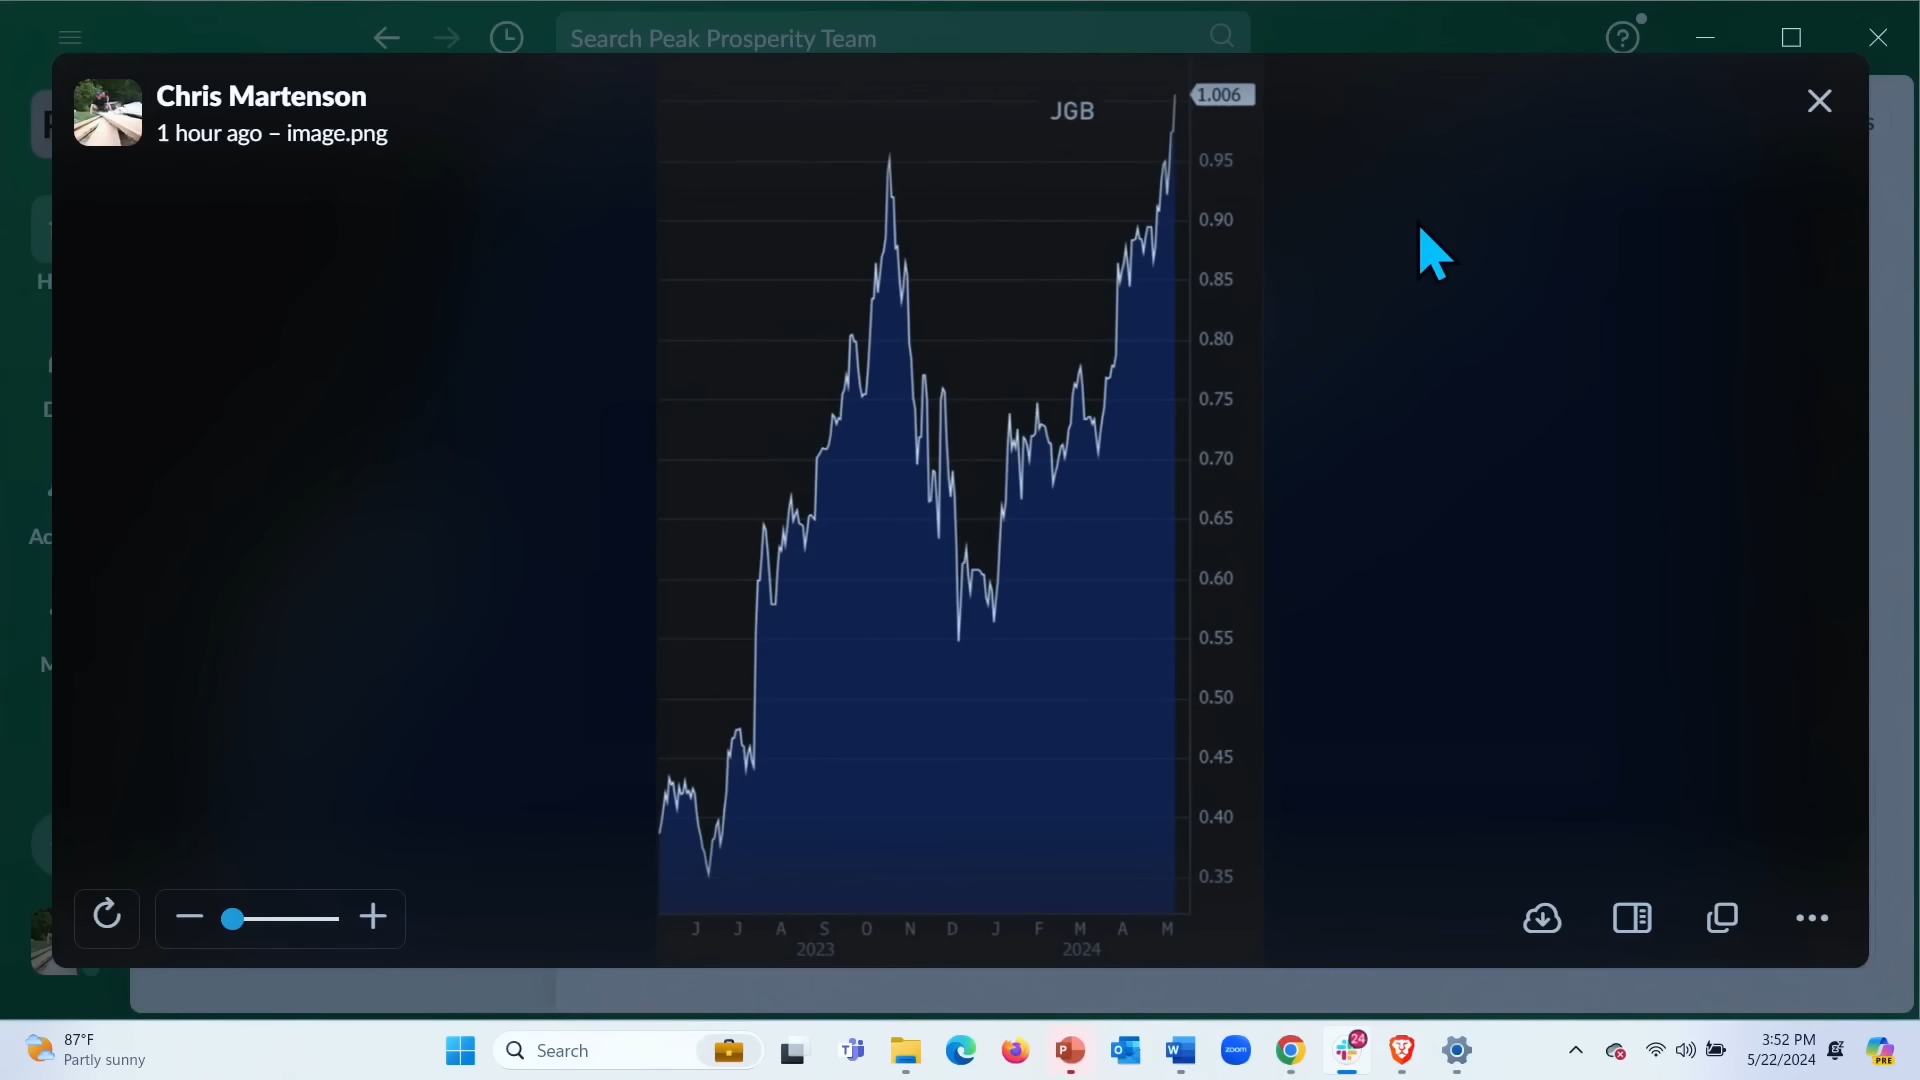 Search Peak Prosperity Team
Chris Martenson
1 hour ago – image.png
JGB
1.006
0.95
0.90
0.85
0.80
0.75
0.70
0.65
0.60
0.55
0.50
0.45
0.40
0.35
J J A S O N D J F M A M
2023 2024
87°F
Partly sunny
Search
zoom
24
3:52 PM
5/22/2024
PRE